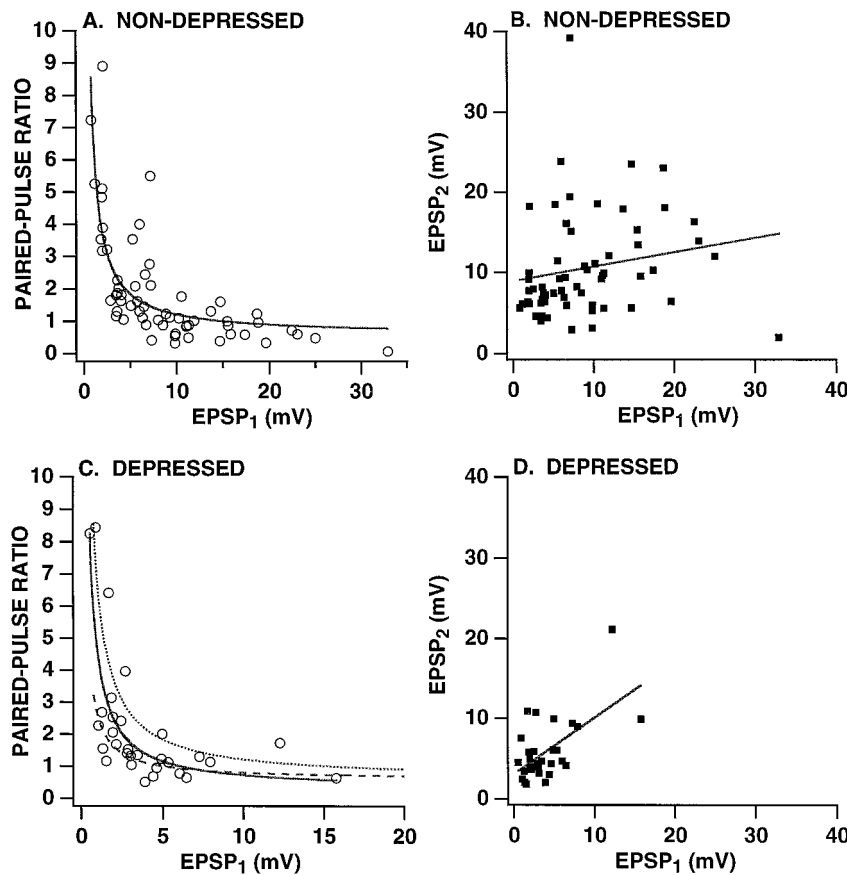 A. NON-DEPRESSED
PAIRED-PULSE RATIO
10
9
8
7
6
5
4
3
2
1
0
0 10 20 30
EPSP1 (mV)
B. NON-DEPRESSED
EPSP2 (mV)
40
30
20
10
0
0 10 20 30 40
EPSP1 (mV)
C. DEPRESSED
PAIRED-PULSE RATIO
10
9
8
7
6
5
4
3
2
1
0
0 5 10 15 20
EPSP1 (mV)
D. DEPRESSED
EPSP2 (mV)
40
30
20
10
0
0 10 20 30 40
EPSP1 (mV)